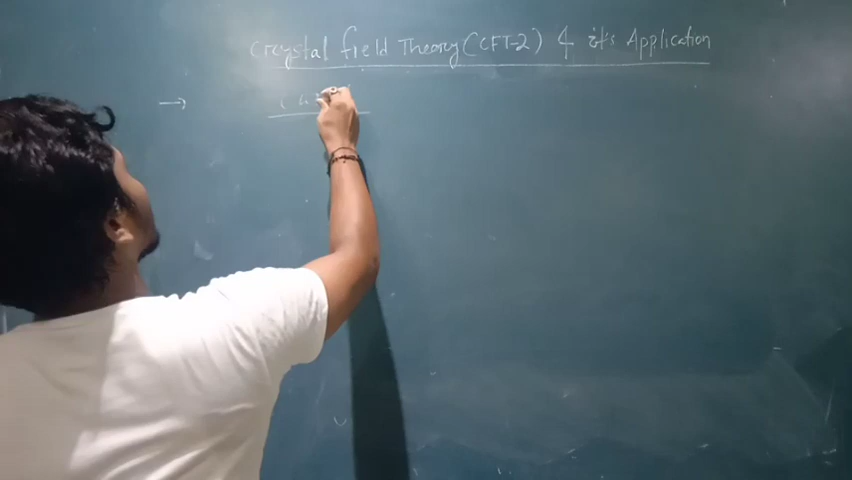 Crystal field Theory (CFT-2) & it's Application
→